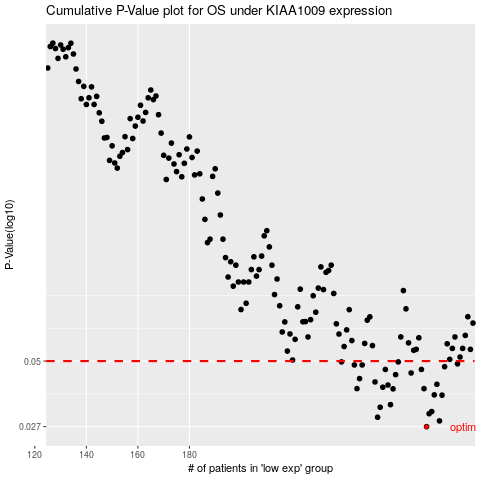 Cumulative P-Value plot for OS under KIAA1009 expression
P-Value(log10)
0.05
0.027
optim
120 140 160 180
# of patients in 'low exp' group